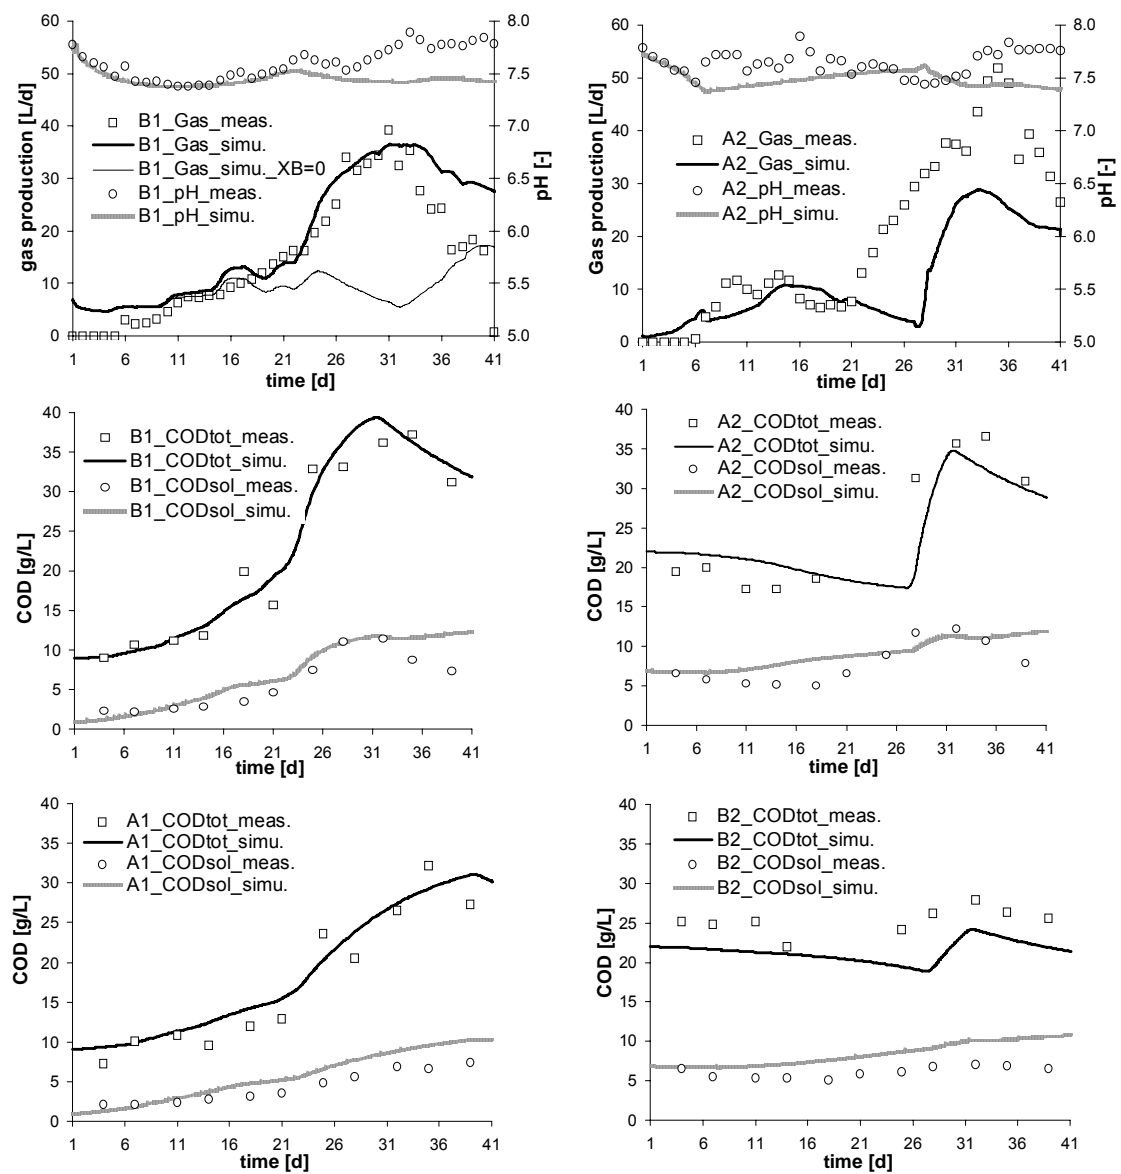 60
50
40
30
20
10
0
gas production [L/d]
8.0
7.5
7.0
6.5
6.0
5.5
5.0
pH [-]
B1_Gas_meas.
B1_Gas_simu.
B1_Gas_simu._XB=0
B1_pH_meas.
B1_pH_simu.
1 6 11 16 21 26 31 36 41
time [d]
60
50
40
30
20
10
0
Gas production [L/d]
8.0
7.5
7.0
6.5
6.0
5.5
5.0
pH [-]
A2_Gas_meas.
A2_Gas_simu.
A2_pH_meas.
A2_pH_simu.
1 6 11 16 21 26 31 36 41
time [d]
40
35
30
25
20
15
10
5
0
COD [g/L]
B1_CODtot_meas.
B1_CODtot_simu.
B1_CODsol_meas.
B1_CODsol_simu.
1 6 11 16 21 26 31 36 41
time [d]
40
35
30
25
20
15
10
5
0
COD [g/L]
A2_CODtot_meas.
A2_CODtot_simu.
A2_CODsol_meas.
A2_CODsol_simu.
1 6 11 16 21 26 31 36 41
time [d]
40
35
30
25
20
15
10
5
0
COD [g/L]
A1_CODtot_meas.
A1_CODtot_simu.
A1_CODsol_meas.
A1_CODsol_simu.
1 6 11 16 21 26 31 36 41
time [d]
40
35
30
25
20
15
10
5
0
COD [g/L]
B2_CODtot_meas.
B2_CODtot_simu.
B2_CODsol_meas.
B2_CODsol_simu.
1 6 11 16 21 26 31 36 41
time [d]